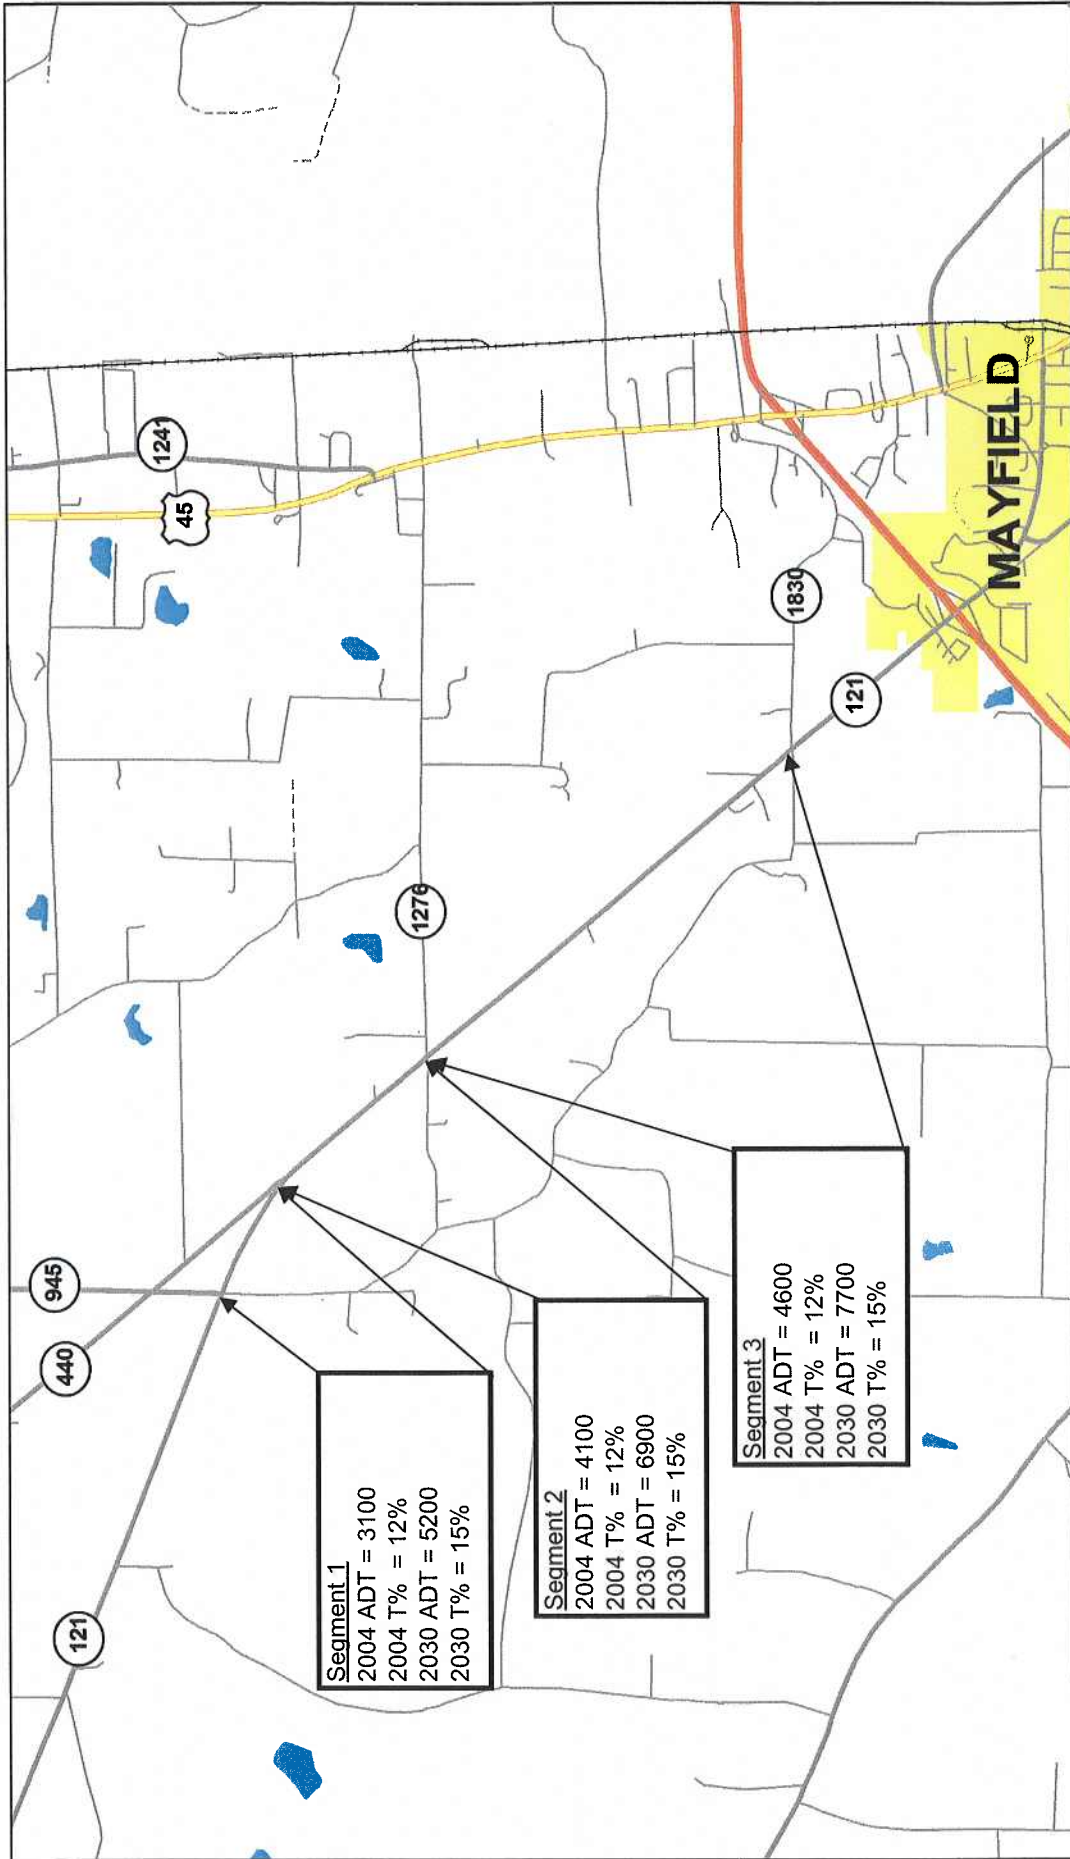 121
440
945
1276
1241
45
1830
121
MAYFIELD
Segment 1
2004 ADT = 3100
2004 T% = 12%
2030 ADT = 5200
2030 T% = 15%
Segment 2
2004 ADT = 4100
2004 T% = 12%
2030 ADT = 6900
2030 T% = 15%
Segment 3
2004 ADT = 4600
2004 T% = 12%
2030 ADT = 7700
2030 T% = 15%